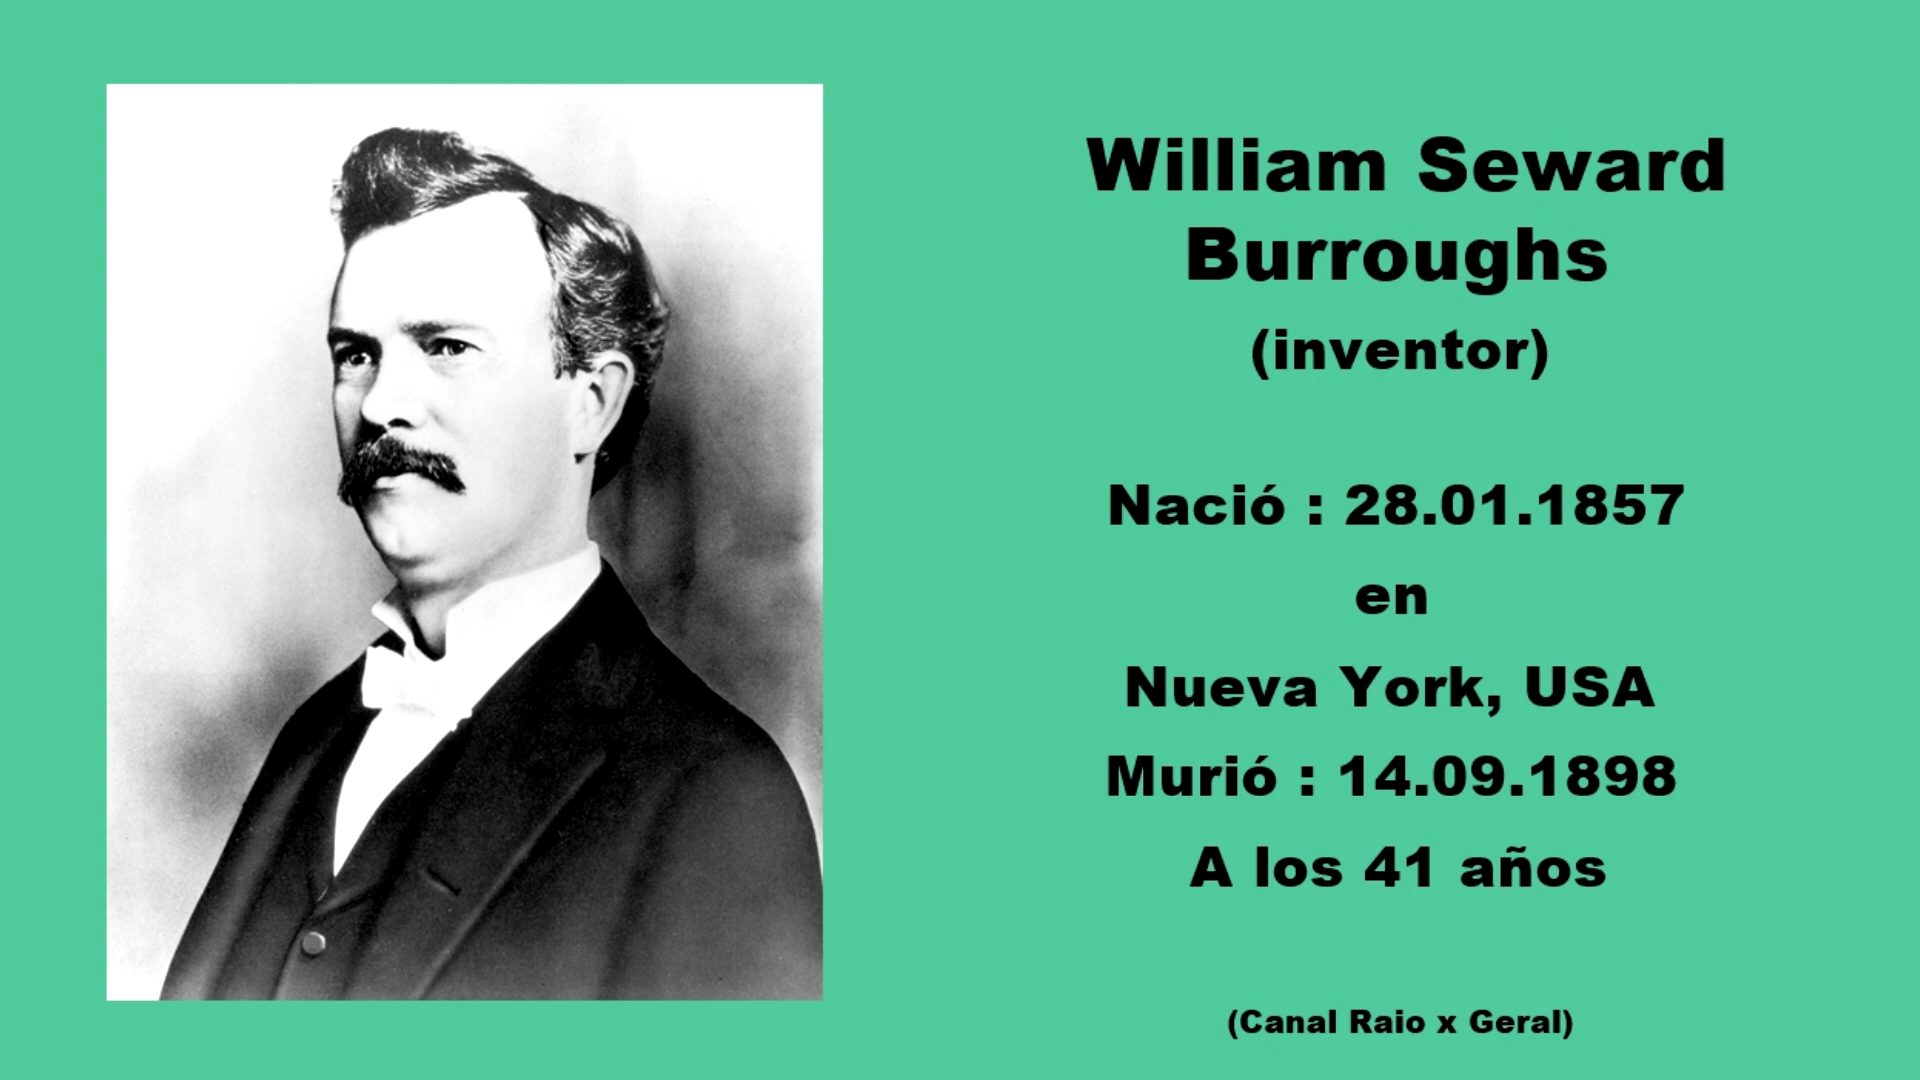 William Seward
Burroughs
(inventor)
Nació : 28.01.1857
en
Nueva York, USA
Murió : 14.09.1898
A los 41 años
(Canal Raio x Geral)